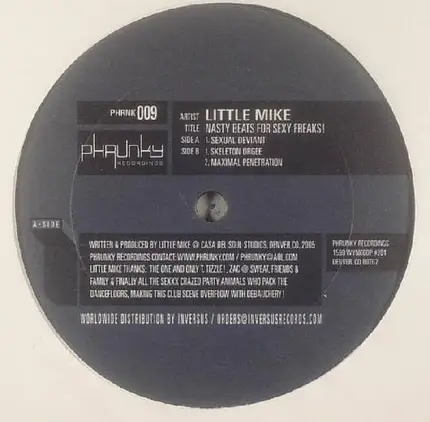 PHRNK 009
ARTIST LITTLE MIKE
TITLE NASTY BEATS FOR SEXY FREAKS!
SIDE A 1. SEXUAL DEVIANT
SIDE B 1. SKELETON ORGEE
2. MAXIMAL PENETRATION
phrunky
RECORDINGS
A-SIDE
WRITTEN & PRODUCED BY LITTLE MIKE @ CASA DEL SOUL STUDIOS, DENVER, CO. 2005
PHRUNKY RECORDINGS CONTACT: WWW.PHRUNKY.COM / PHRUNKY@AOL.COM
LITTLE MIKE THANKS: THE ONE AND ONLY T. TIZZLE!, ZAC @ SWEAT, FRIENDS &
FAMILY & FINALLY ALL THE SEXXX CRAZED PARTY ANIMALS WHO PACK THE
DANCEFLOORS, MAKING THIS CLUB SCENE OVERFLOW WITH DEBAUCHERY!
PHRUNKY RECORDINGS
WYNKOOP #201
DENVER, CO
WORLDWIDE DISTRIBUTION BY INVERSUS / ORDERS@INVERSUSRECORDS.COM